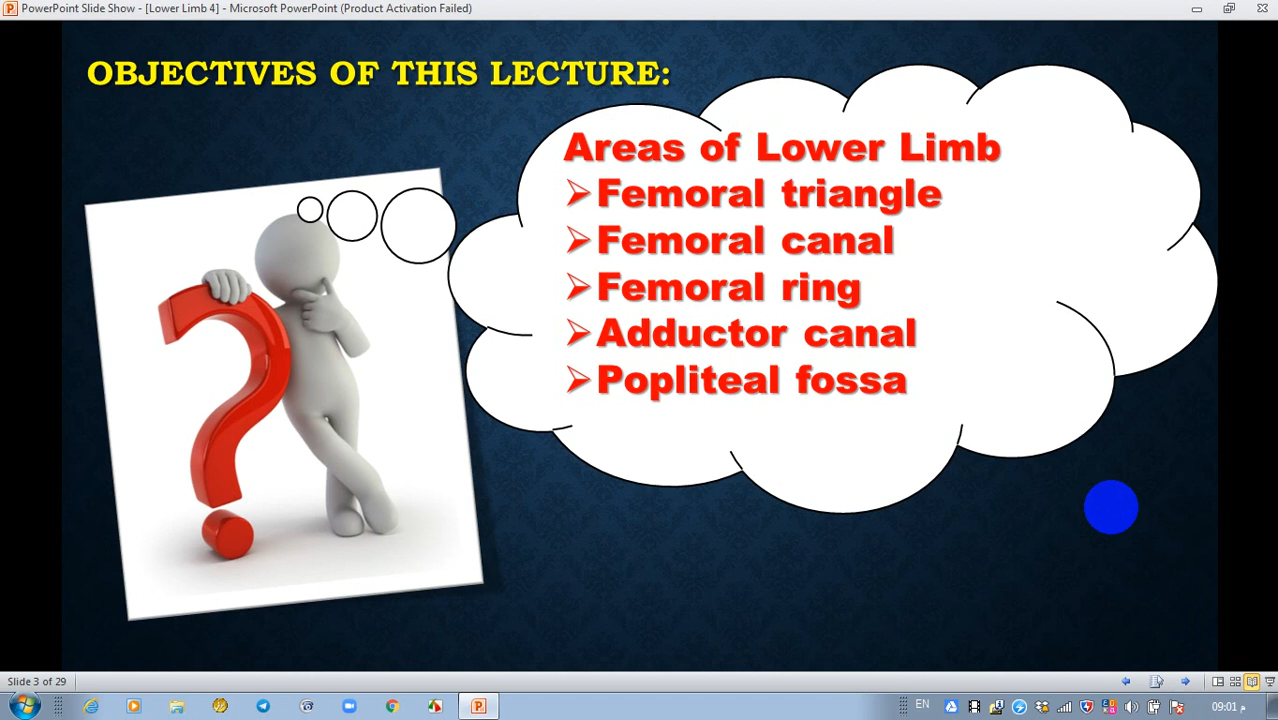 PowerPoint Slide Show - [Lower Limb 4] - Microsoft PowerPoint (Product Activation Failed)
OBJECTIVES OF THIS LECTURE:
Areas of Lower Limb
➢Femoral triangle
➢Femoral canal
➢Femoral ring
➢Adductor canal
➢Popliteal fossa
Slide 3 of 29
EN
09:01 م